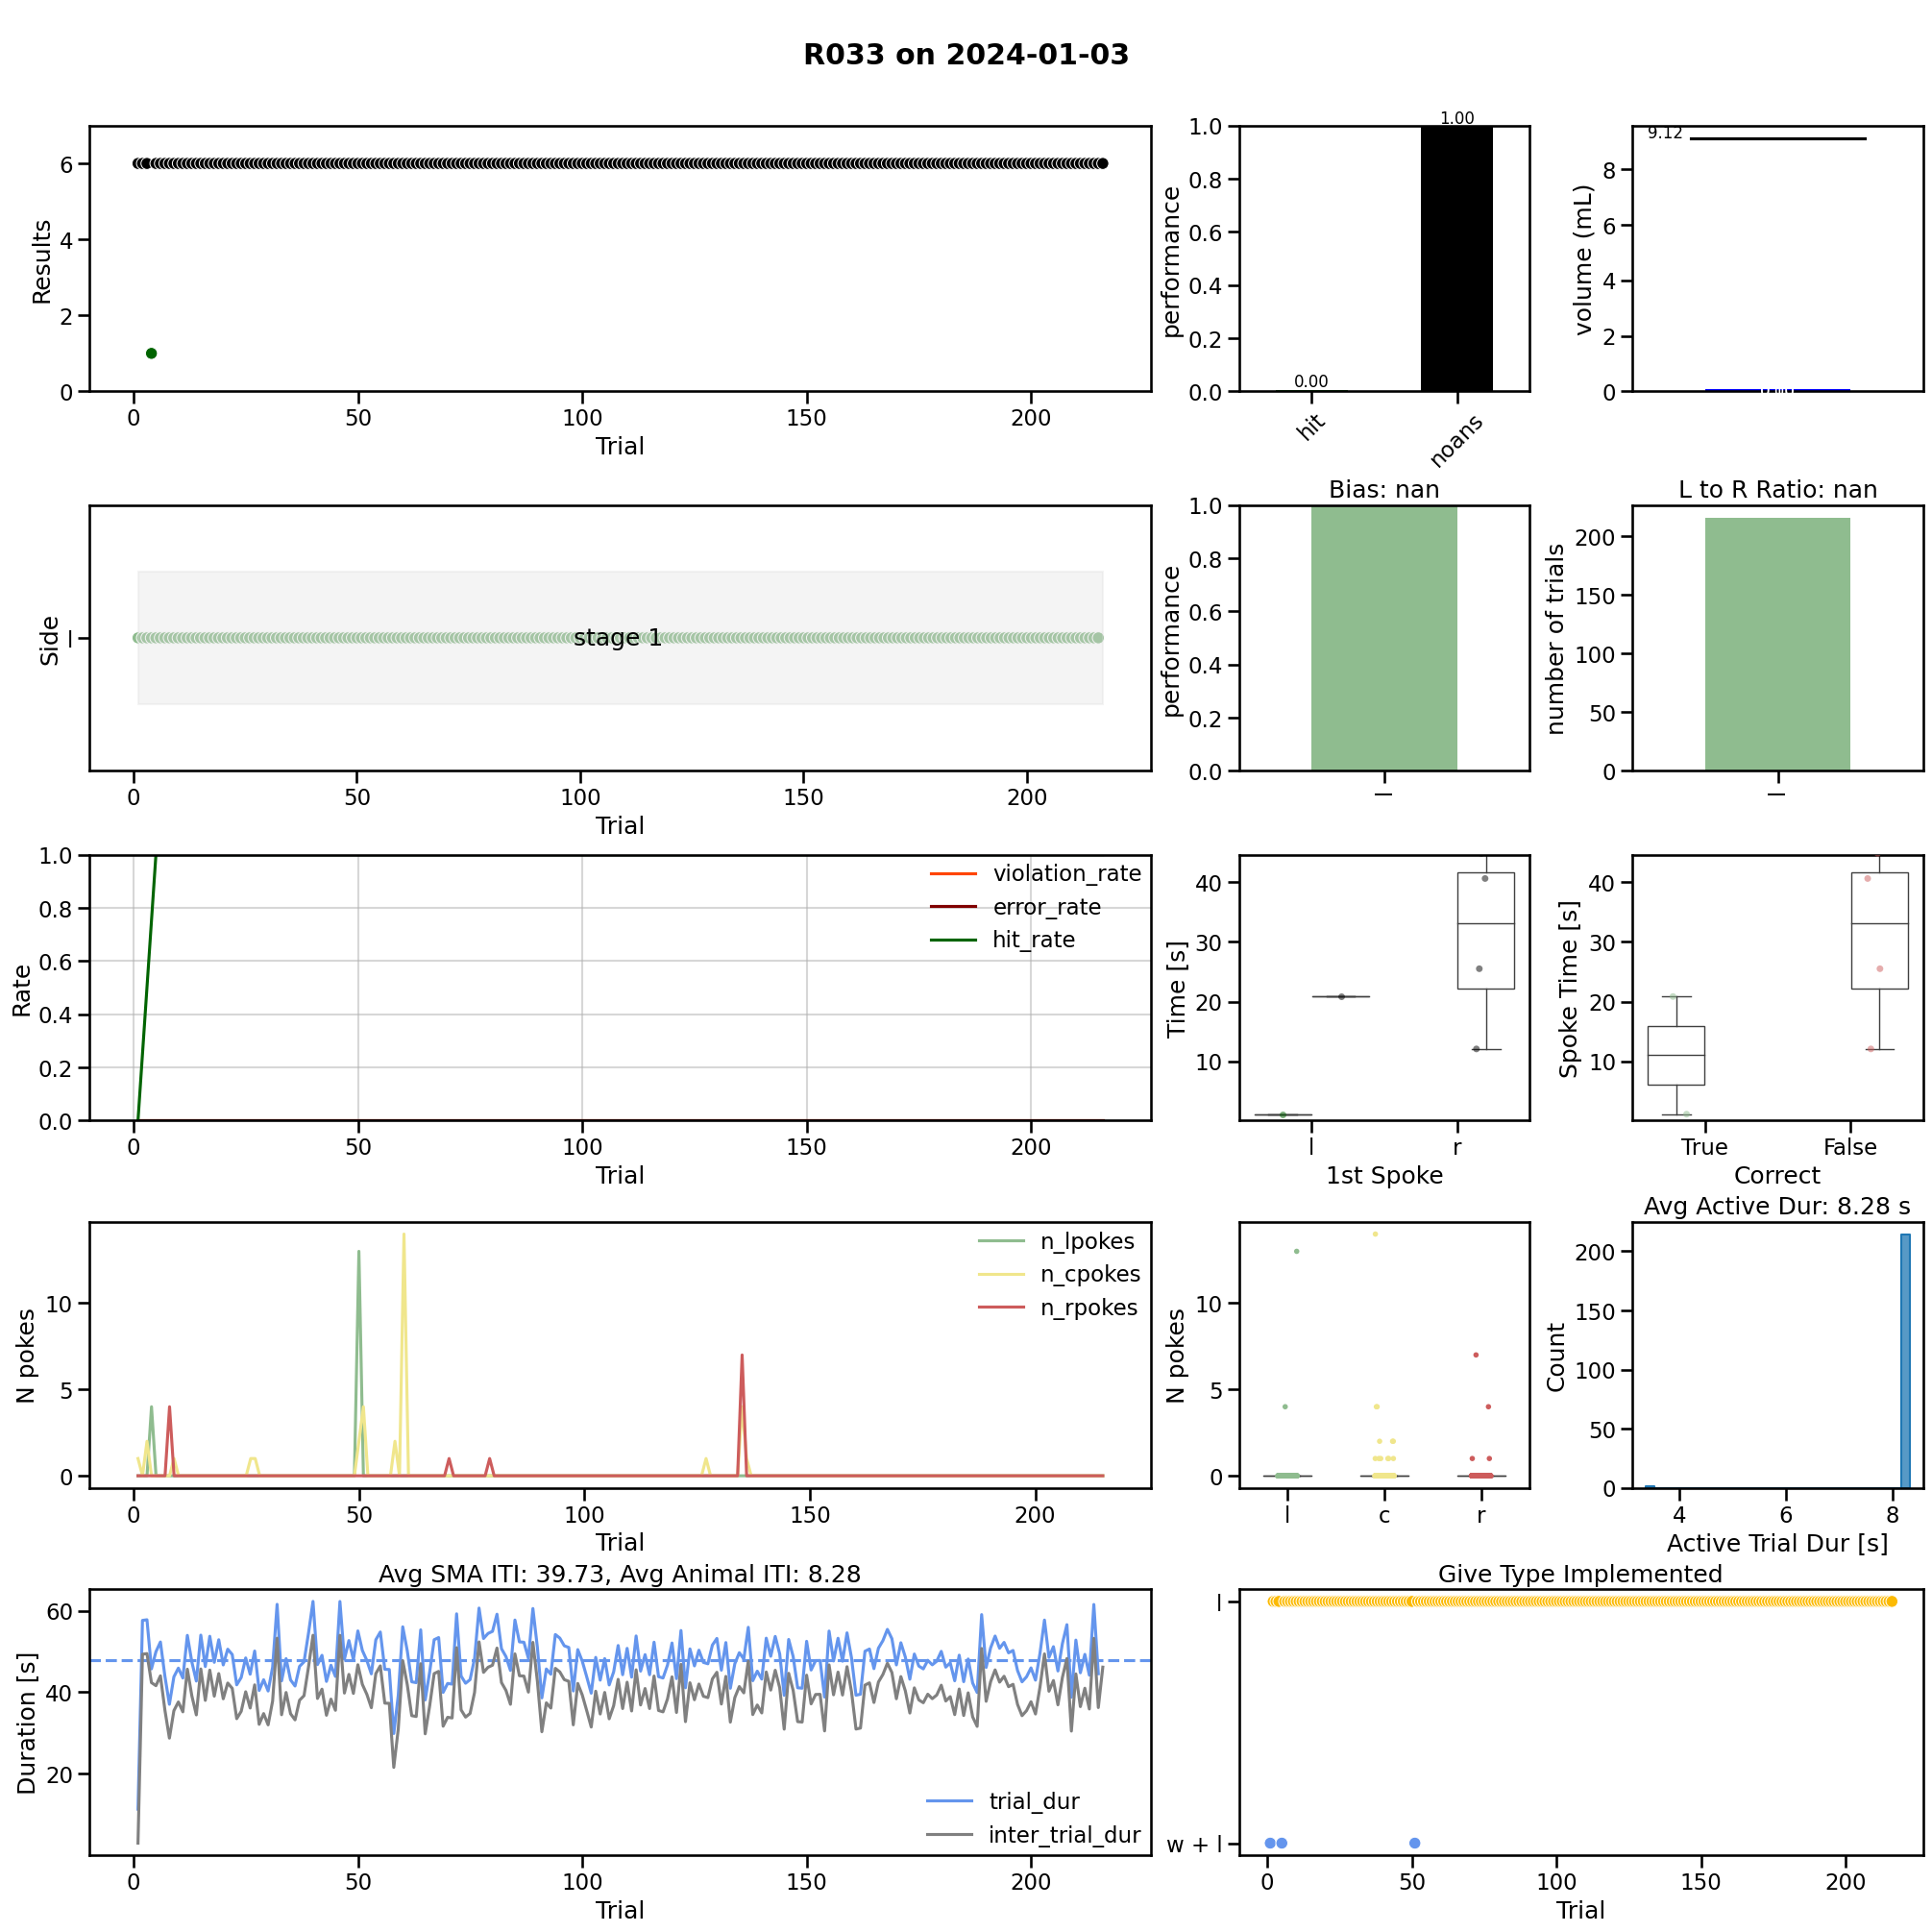 R033 on 2024-01-03
Results
6
4
2
0
0
50
100
150
200
Trial
performance
1.0
0.8
0.6
0.4
0.2
0.0
0.00
1.00
hit
noans
volume (mL)
8
6
4
2
0
9.12
Side
l
stage 1
0
50
100
150
200
Trial
Bias: nan
performance
1.0
0.8
0.6
0.4
0.2
0.0
l
L to R Ratio: nan
number of trials
200
150
100
50
0
l
Rate
1.0
0.8
0.6
0.4
0.2
0.0
violation_rate
error_rate
hit_rate
0
50
100
150
200
Trial
Time [s]
40
30
20
10
l
r
1st Spoke
Spoke Time [s]
40
30
20
10
True
False
Correct
N pokes
10
5
0
n_lpokes
n_cpokes
n_rpokes
0
50
100
150
200
Trial
N pokes
10
5
0
l
c
r
Avg Active Dur: 8.28 s
Count
200
150
100
50
0
4
6
8
Active Trial Dur [s]
Avg SMA ITI: 39.73, Avg Animal ITI: 8.28
Duration [s]
60
40
20
trial_dur
inter_trial_dur
0
50
100
150
200
Trial
Give Type Implemented
l
w + l
0
50
100
150
200
Trial